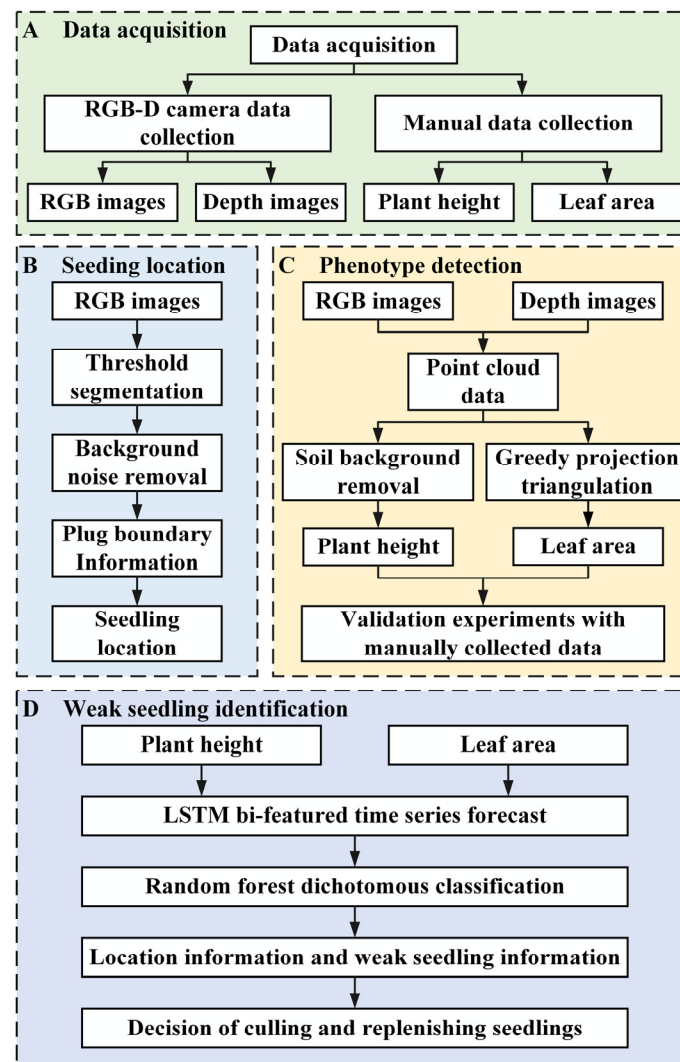 A Data acquisition
Data acquisition
RGB-D camera data
collection
Manual data collection
RGB images
Depth images
Plant height
Leaf area
B Seeding location
RGB images
Threshold
segmentation
Background
noise removal
Plug boundary
Information
Seedling
location
C Phenotype detection
RGB images
Depth images
Point cloud
data
Soil background
removal
Greedy projection
triangulation
Plant height
Leaf area
Validation experiments with
manually collected data
D Weak seedling identification
Plant height
Leaf area
LSTM bi-featured time series forecast
Random forest dichotomous classification
Location information and weak seedling information
Decision of culling and replenishing seedlings